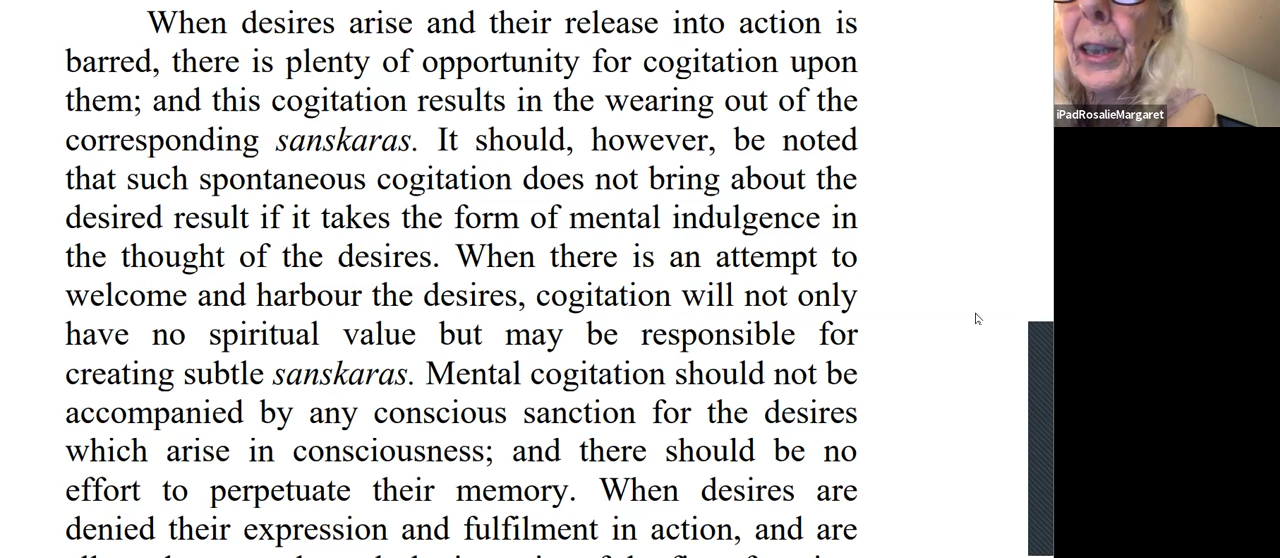 When desires arise and their release into action is
barred, there is plenty of opportunity for cogitation upon
them; and this cogitation results in the wearing out of the
corresponding sanskaras. It should, however, be noted
that such spontaneous cogitation does not bring about the
desired result if it takes the form of mental indulgence in
the thought of the desires. When there is an attempt to
welcome and harbour the desires, cogitation will not only
have no spiritual value but may be responsible for
creating subtle sanskaras. Mental cogitation should not be
accompanied by any conscious sanction for the desires
which arise in consciousness; and there should be no
effort to perpetuate their memory. When desires are
denied their expression and fulfilment in action, and are
iPadRosalieMargaret